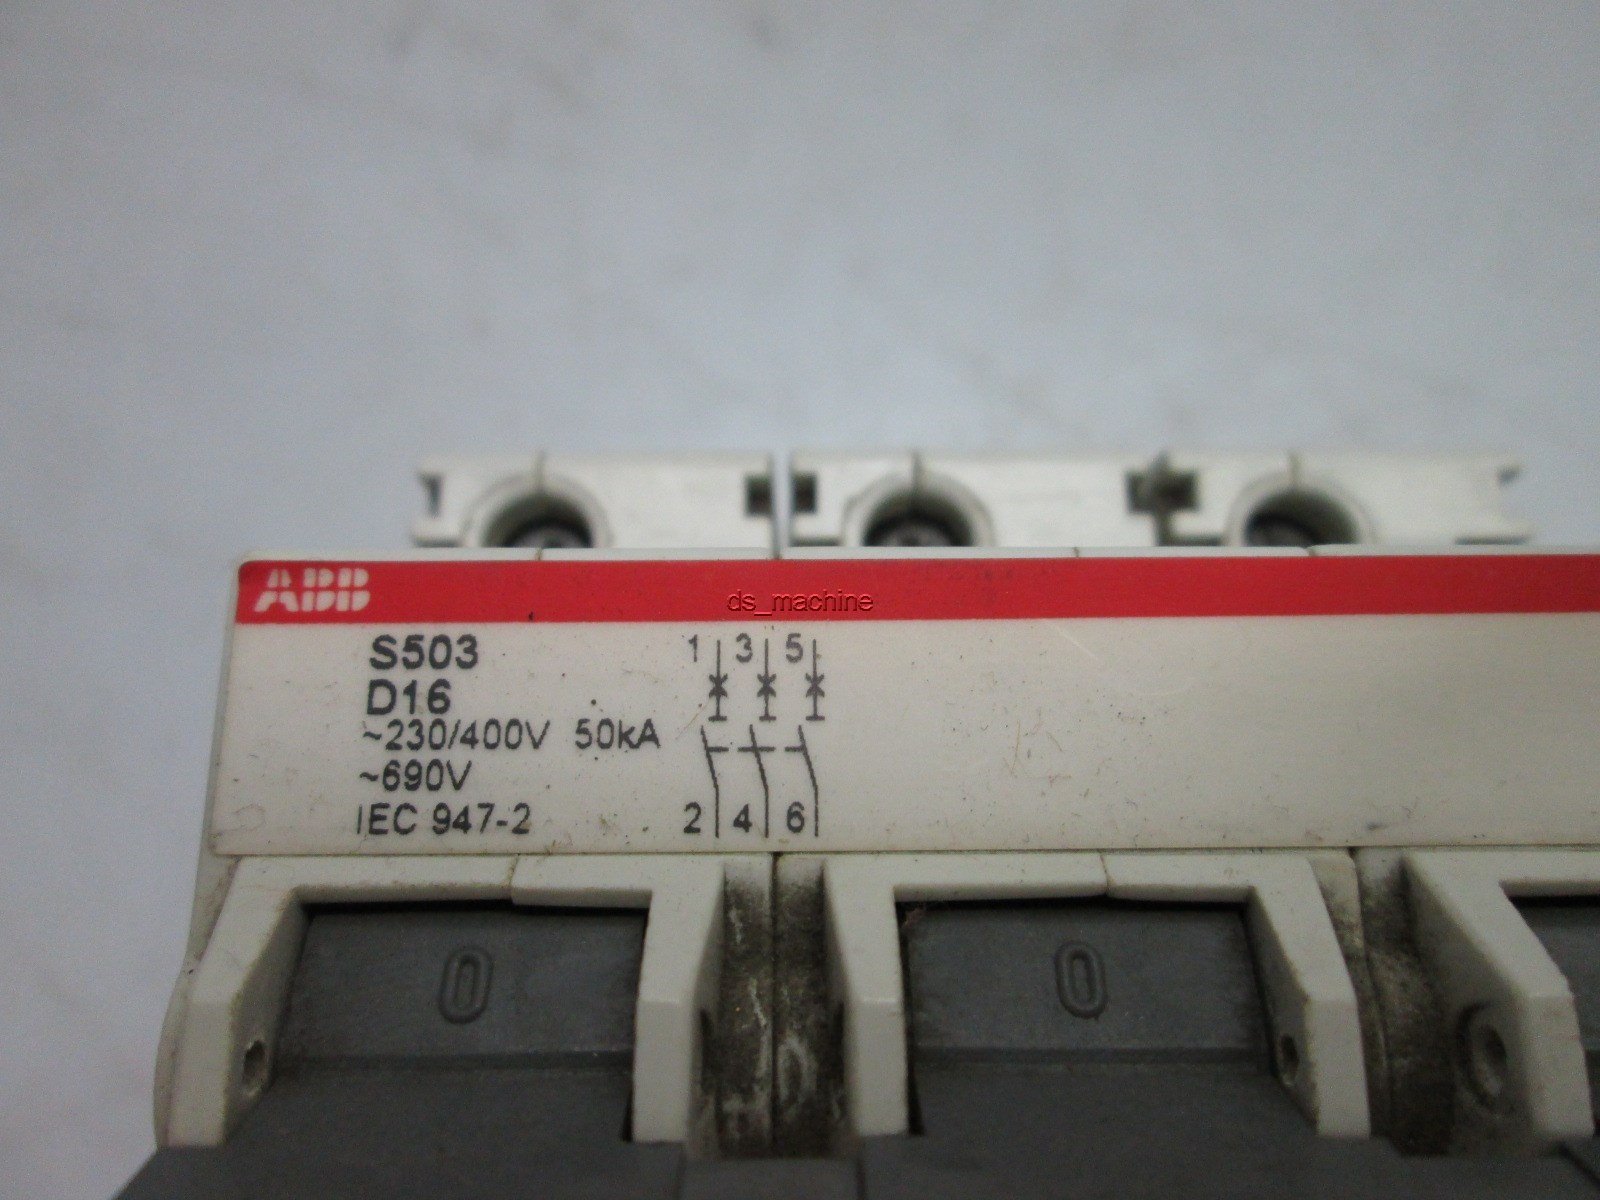 ABB
ds_machine
S503
D16
~230/400V 50kA
~690V
IEC 947-2
1 3 5
2 4 6
0 0